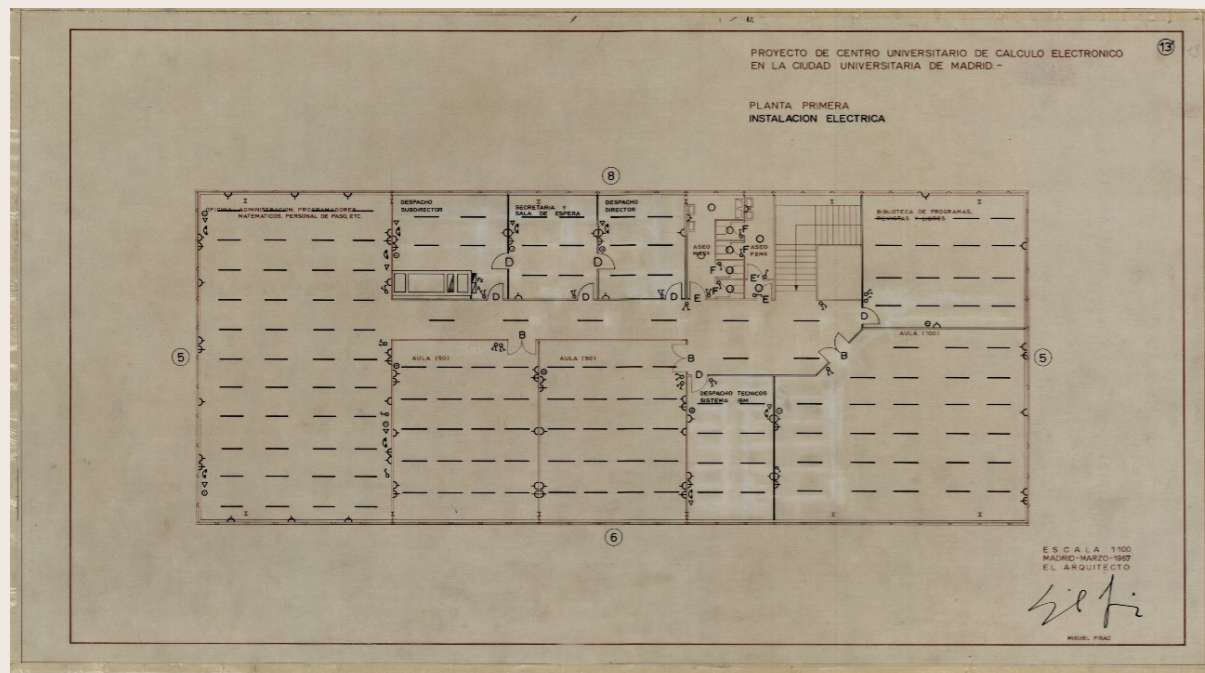 13
PROYECTO DE CENTRO UNIVERSITARIO DE CALCULO ELECTRONICO
EN LA CIUDAD UNIVERSITARIA DE MADRID.-
PLANTA PRIMERA
INSTALACION ELECTRICA
8
OFICINA, ADMINISTRACION, PROGRAMADORES,
MATEMATICOS, PERSONAL DE PASO, ETC.
DESPACHO
SUBDIRECTOR
SECRETARIA Y
SALA DE ESPERA
DESPACHO
DIRECTOR
ASEO
ASEO
FEMS
BIBLIOTECA DE PROGRAMAS,
REVISTAS Y LIBROS
F
F
F
F
D
D
E
D
D
D
E
E
D
5
B
AULA (50)
AULA (50)
B
D
B
AULA (100)
5
DESPACHO TECNICOS
SISTEMA IBM
6
ESCALA 1:100
MADRID-MARZO-1967
EL ARQUITECTO
MIGUEL FISAC